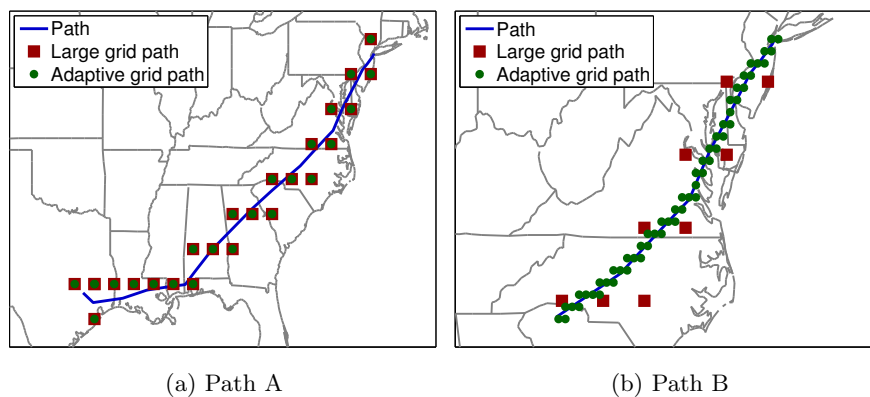 Path
Large grid path
Adaptive grid path
Path
Large grid path
Adaptive grid path
(a) Path A
(b) Path B